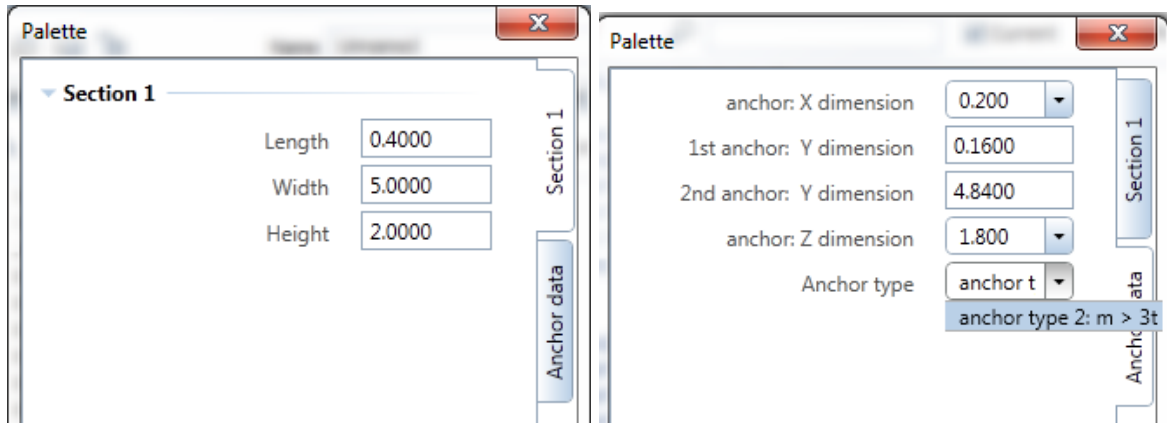 Palette
Section 1
Length 0.4000
Width 5.0000
Height 2.0000
Section 1
Anchor data
Palette
Current
anchor: X dimension 0.200
1st anchor: Y dimension 0.1600
2nd anchor: Y dimension 4.8400
anchor: Z dimension 1.800
Anchor type anchor t
anchor type 2: m > 3t
Section 1